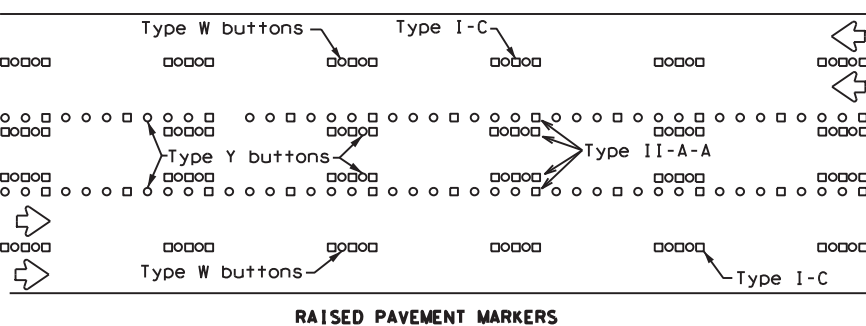 Type W buttons
Type I-C
Type Y buttons
Type II-A-A
Type W buttons
Type I-C
RAISED PAVEMENT MARKERS